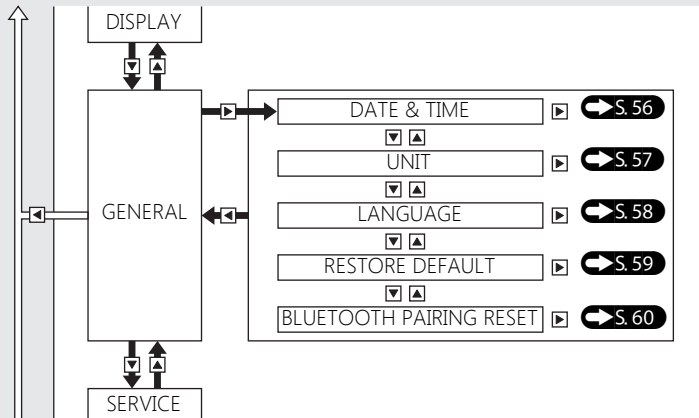 DISPLAY
GENERAL
DATE & TIME S. 56
UNIT S. 57
LANGUAGE S. 58
RESTORE DEFAULT S. 59
BLUETOOTH PAIRING RESET S. 60
SERVICE